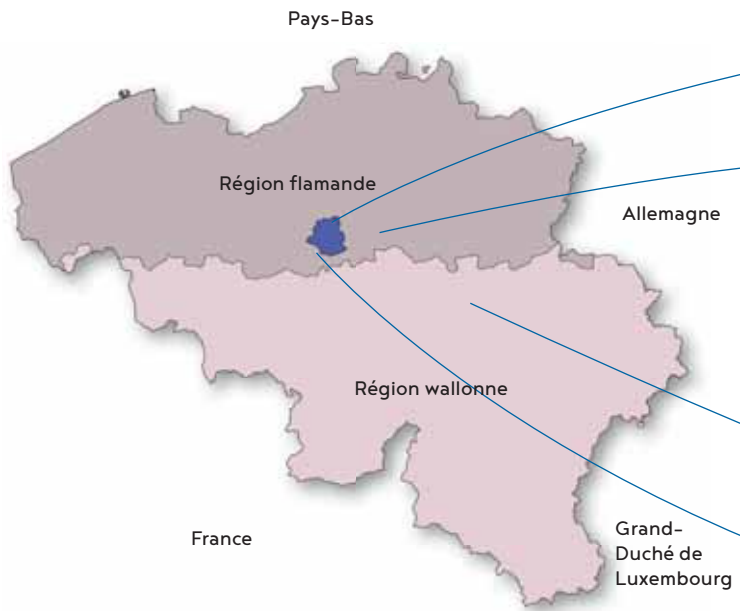 Pays-Bas
Région flamande
Allemagne
Région wallonne
France
Grand-
Duché de
Luxembourg